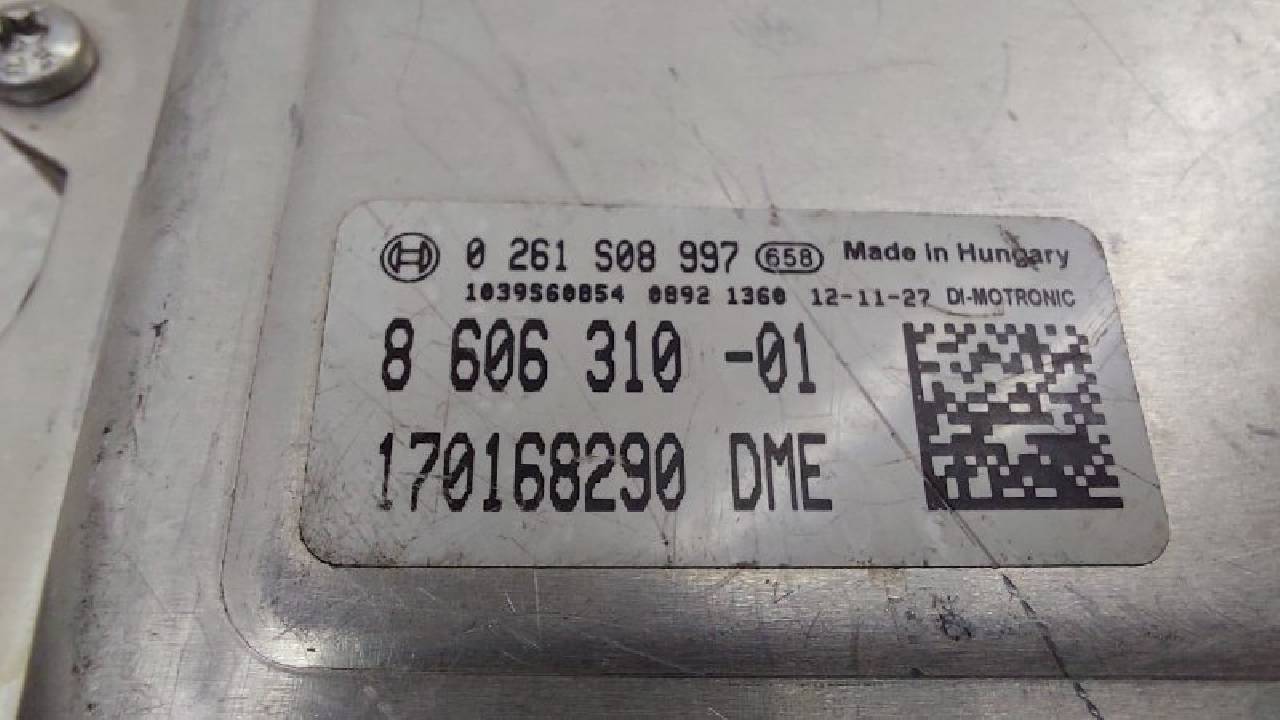 0 261 S08 997 658 Made in Hungary
1039S60854 0892 1360 12-11-27 DI-MOTRONIC
8 606 310 -01
170168290 DME